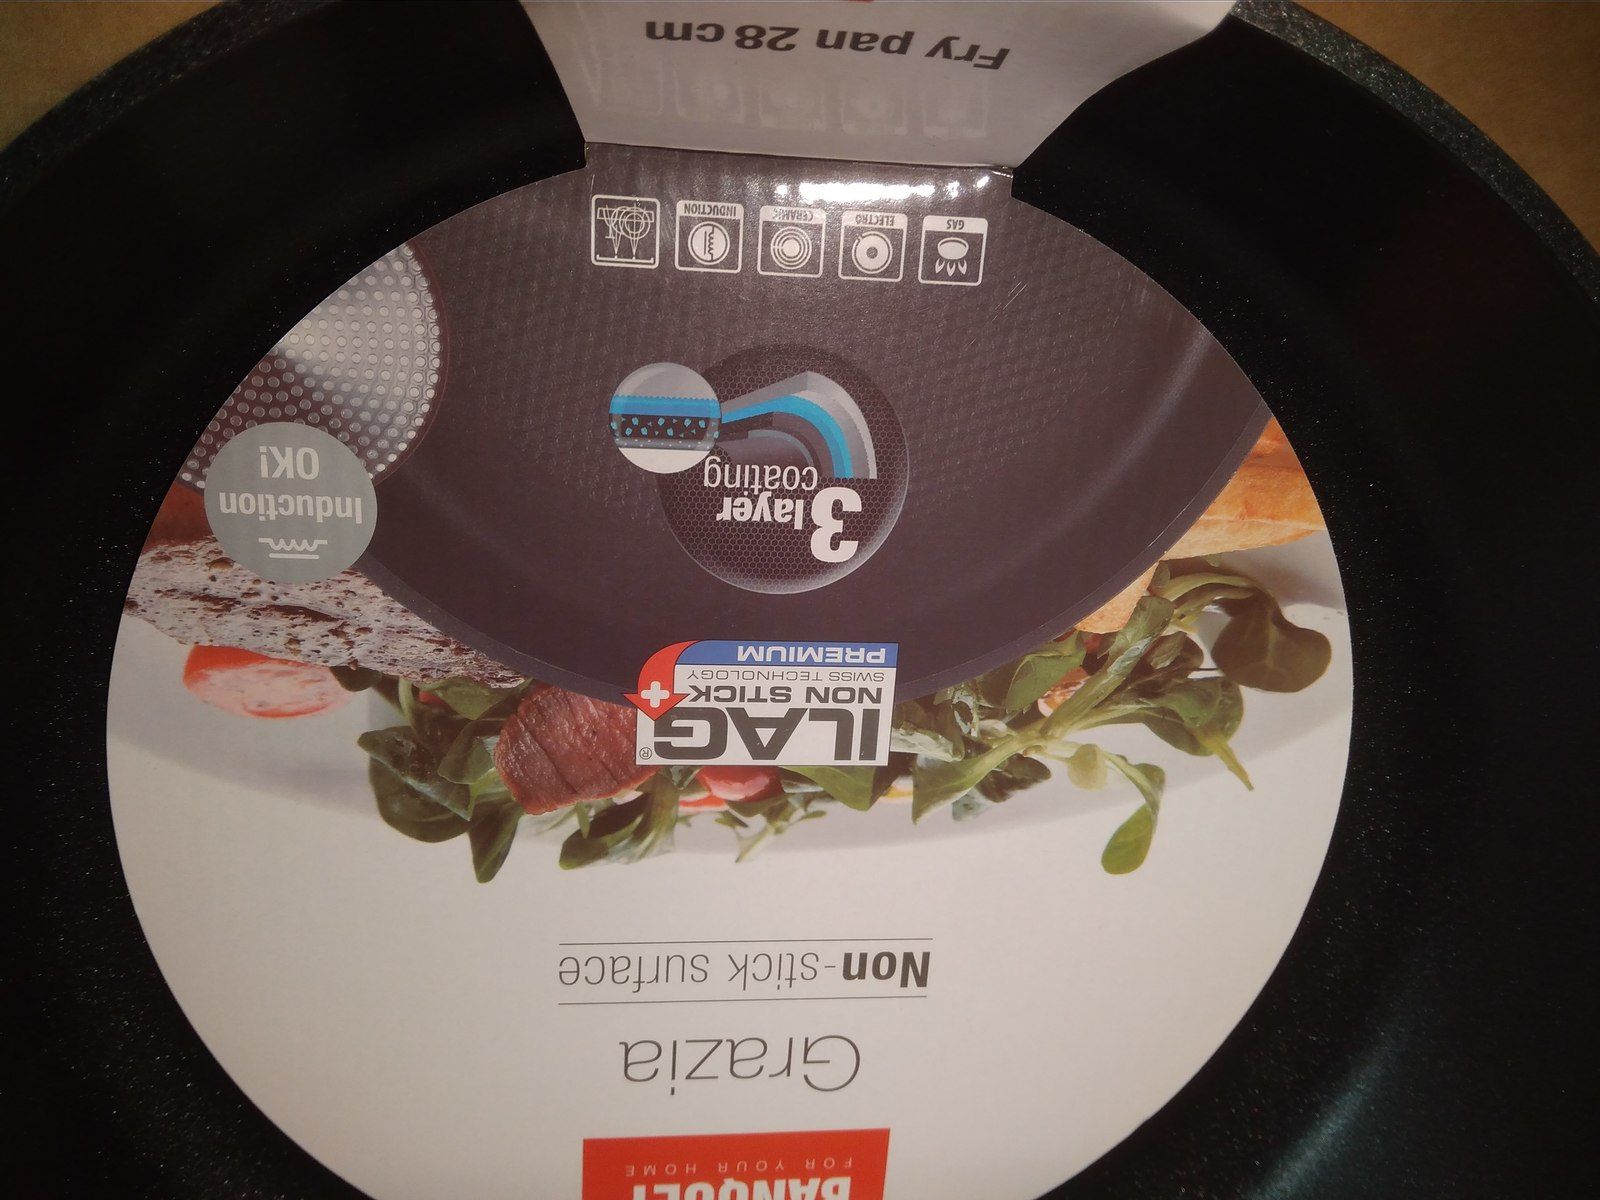 BANQUET
FOR YOUR HOME
Grazia
Non-stick surface
ILAG®
NON STICK
SWISS TECHNOLOGY
PREMIUM
3 layer
coating
Induction
OK!
GAS
ELECTRO
CERAMIC
INDUCTION
Fry pan 28 cm